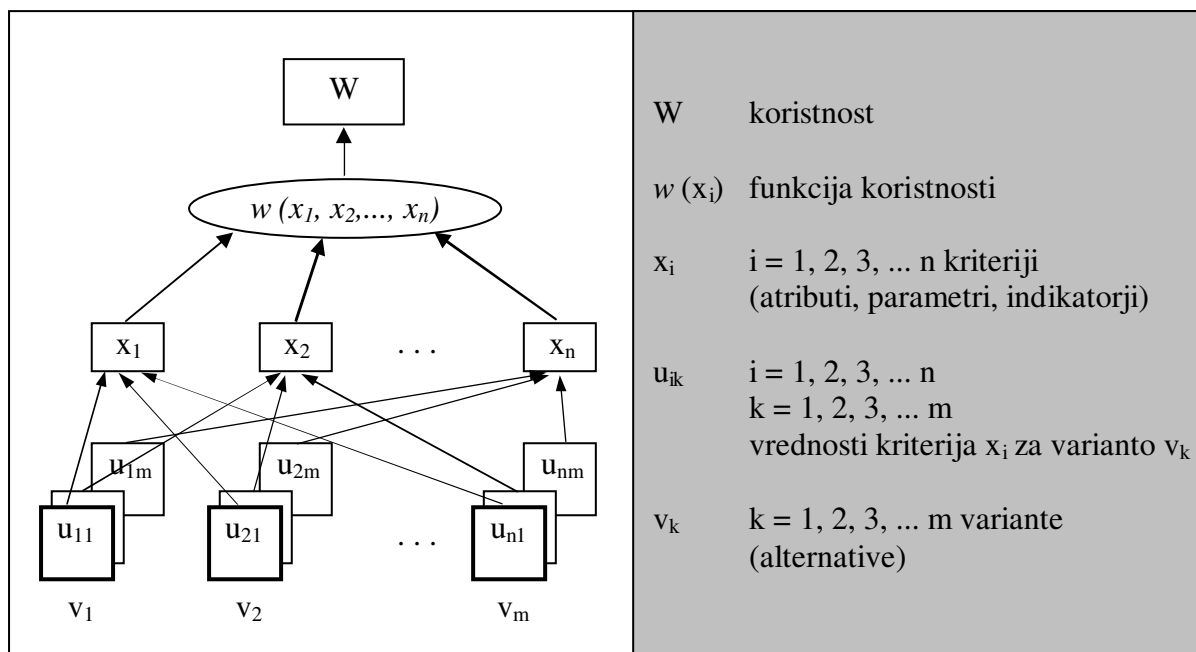 W
w (x₁, x₂,..., xₙ)
x₁ x₂ . . . xₙ
u₁ₘ u₂ₘ uₙₘ
u₁₁ u₂₁ . . . uₙ₁
v₁ v₂ vₘ
W koristnost
w (xᵢ) funkcija koristnosti
xᵢ i = 1, 2, 3, ... n kriteriji
(atributi, parametri, indikatorji)
uᵢₖ i = 1, 2, 3, ... n
k = 1, 2, 3, ... m
vrednosti kriterija xᵢ za varianto vₖ
vₖ k = 1, 2, 3, ... m variante
(alternative)